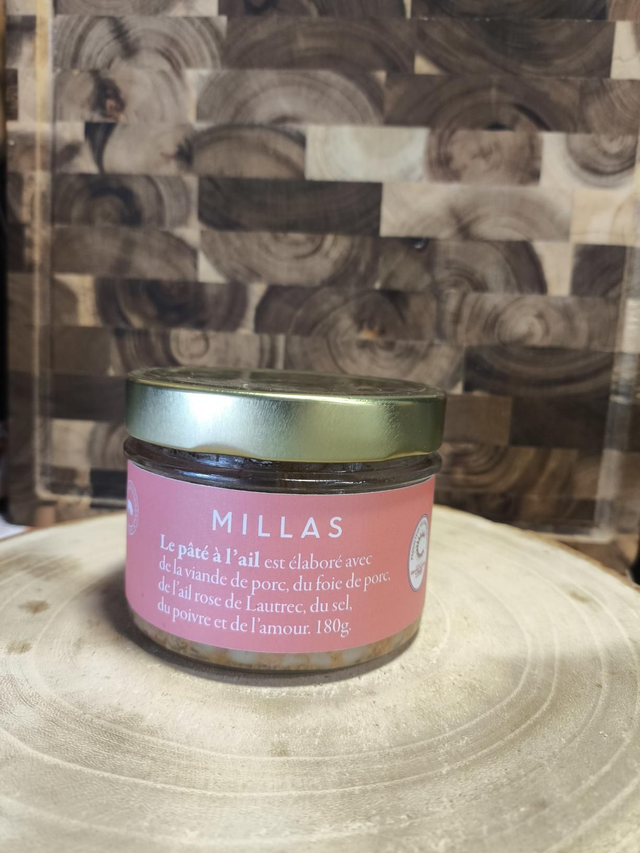 MILLAS
Le pâté à l'ail est élaboré avec
de la viande de porc, du foie de porc,
de l'ail rose de Lautrec, du sel,
du poivre et de l'amour. 180g.